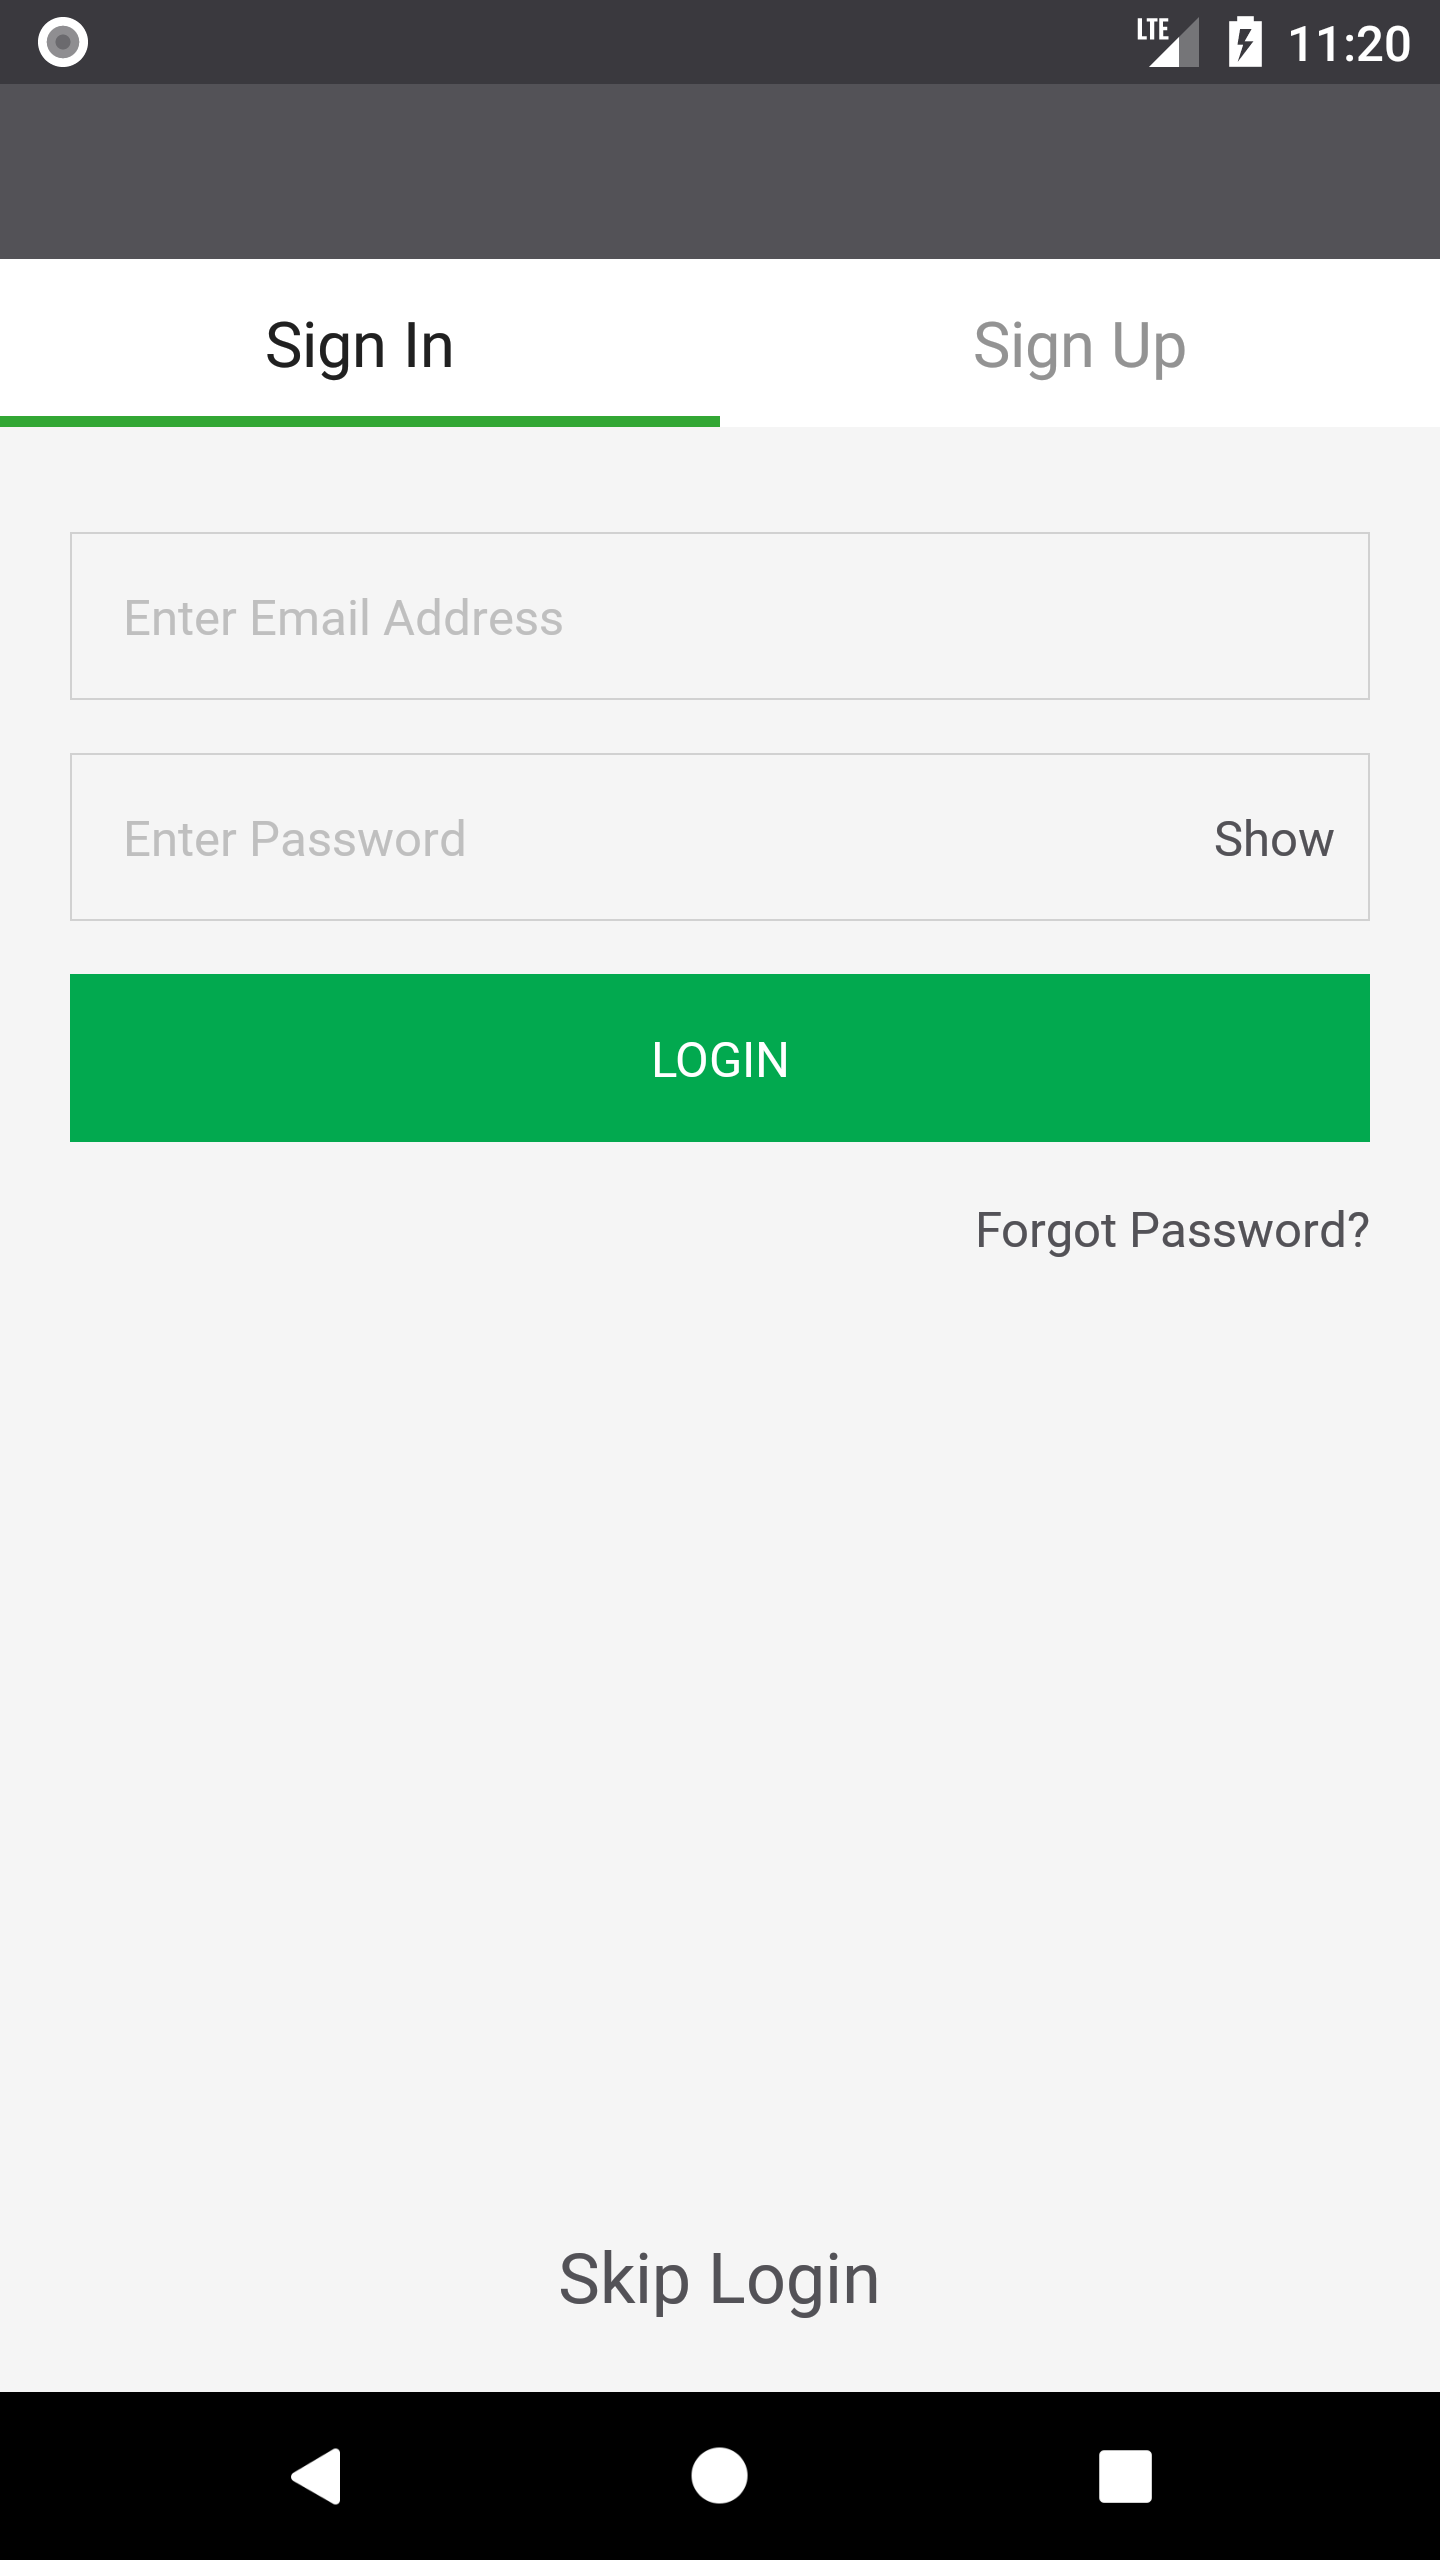 LTE 11:20
Sign In Sign Up
Enter Email Address
Enter Password Show
LOGIN
Forgot Password?
Skip Login